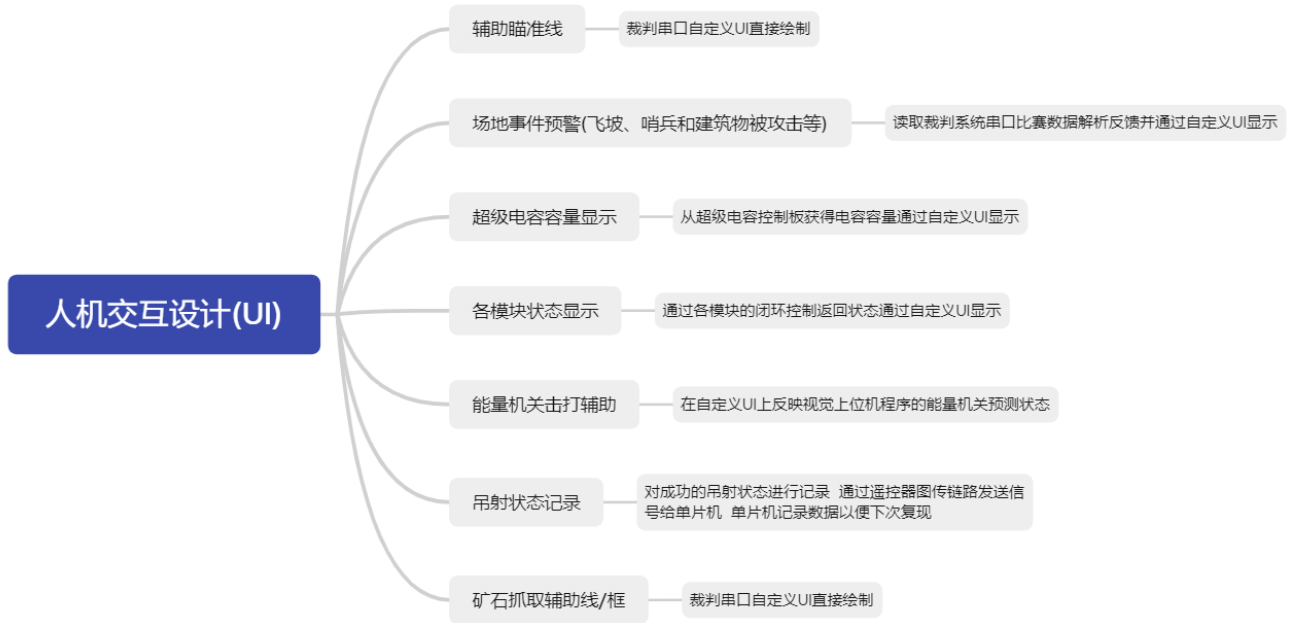 人机交互设计(UI)
辅助瞄准线
裁判串口自定义UI直接绘制
场地事件预警(飞坡、哨兵和建筑物被攻击等)
读取裁判系统串口比赛数据解析反馈并通过自定义UI显示
超级电容容量显示
从超级电容控制板获得电容容量通过自定义UI显示
各模块状态显示
通过各模块的闭环控制返回状态通过自定义UI显示
能量机关击打辅助
在自定义UI上反映视觉上位机程序的能量机关预测状态
吊射状态记录
对成功的吊射状态进行记录 通过遥控器图传链路发送信
号给单片机 单片机记录数据以便下次复现
矿石抓取辅助线/框
裁判串口自定义UI直接绘制